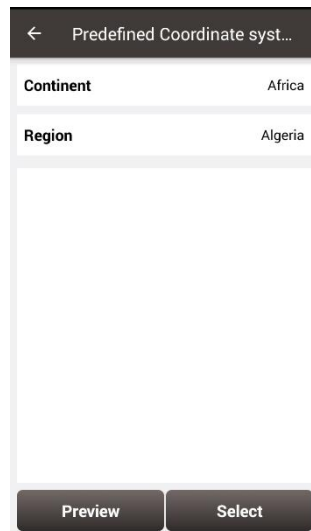 Predefined Coordinate syst...
Continent Africa
Region Algeria
Preview Select